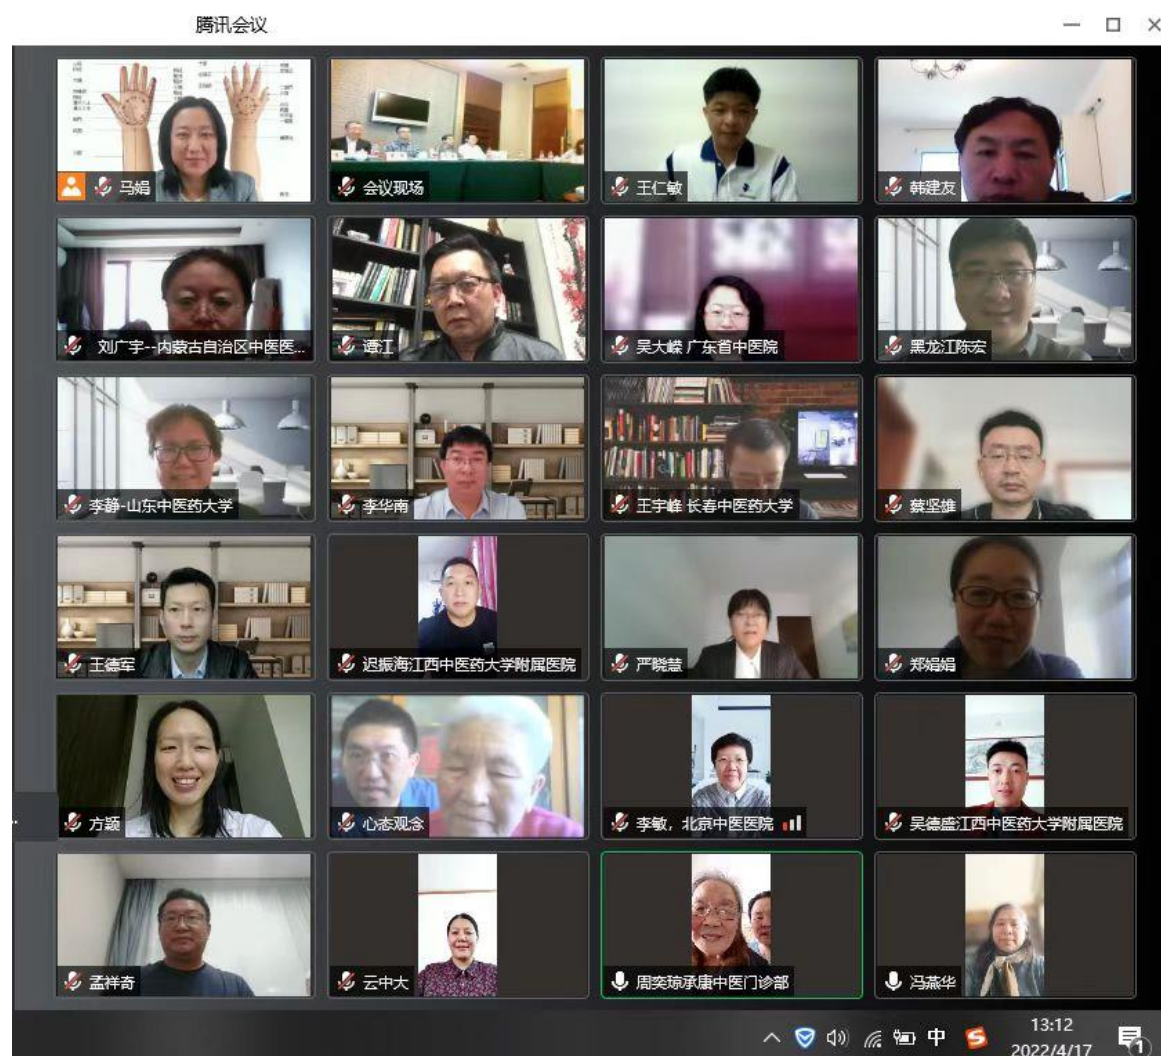 腾讯会议
马娟
会议现场
王仁敏
韩建友
刘广宇--内蒙古自治区中医医...
谭江
吴大嵘 广东省中医院
黑龙江陈宏
李静-山东中医药大学
李华南
王宇峰 长春中医药大学
蔡坚雄
王德军
迟振海江西中医药大学附属医院
严晓慧
郑娟娟
方颖
心态观念
李敏，北京中医医院
吴德盛江西中医药大学附属医院
孟祥奇
云中大
周奕琼承康中医门诊部
冯燕华
中
13:12
2022/4/17
1